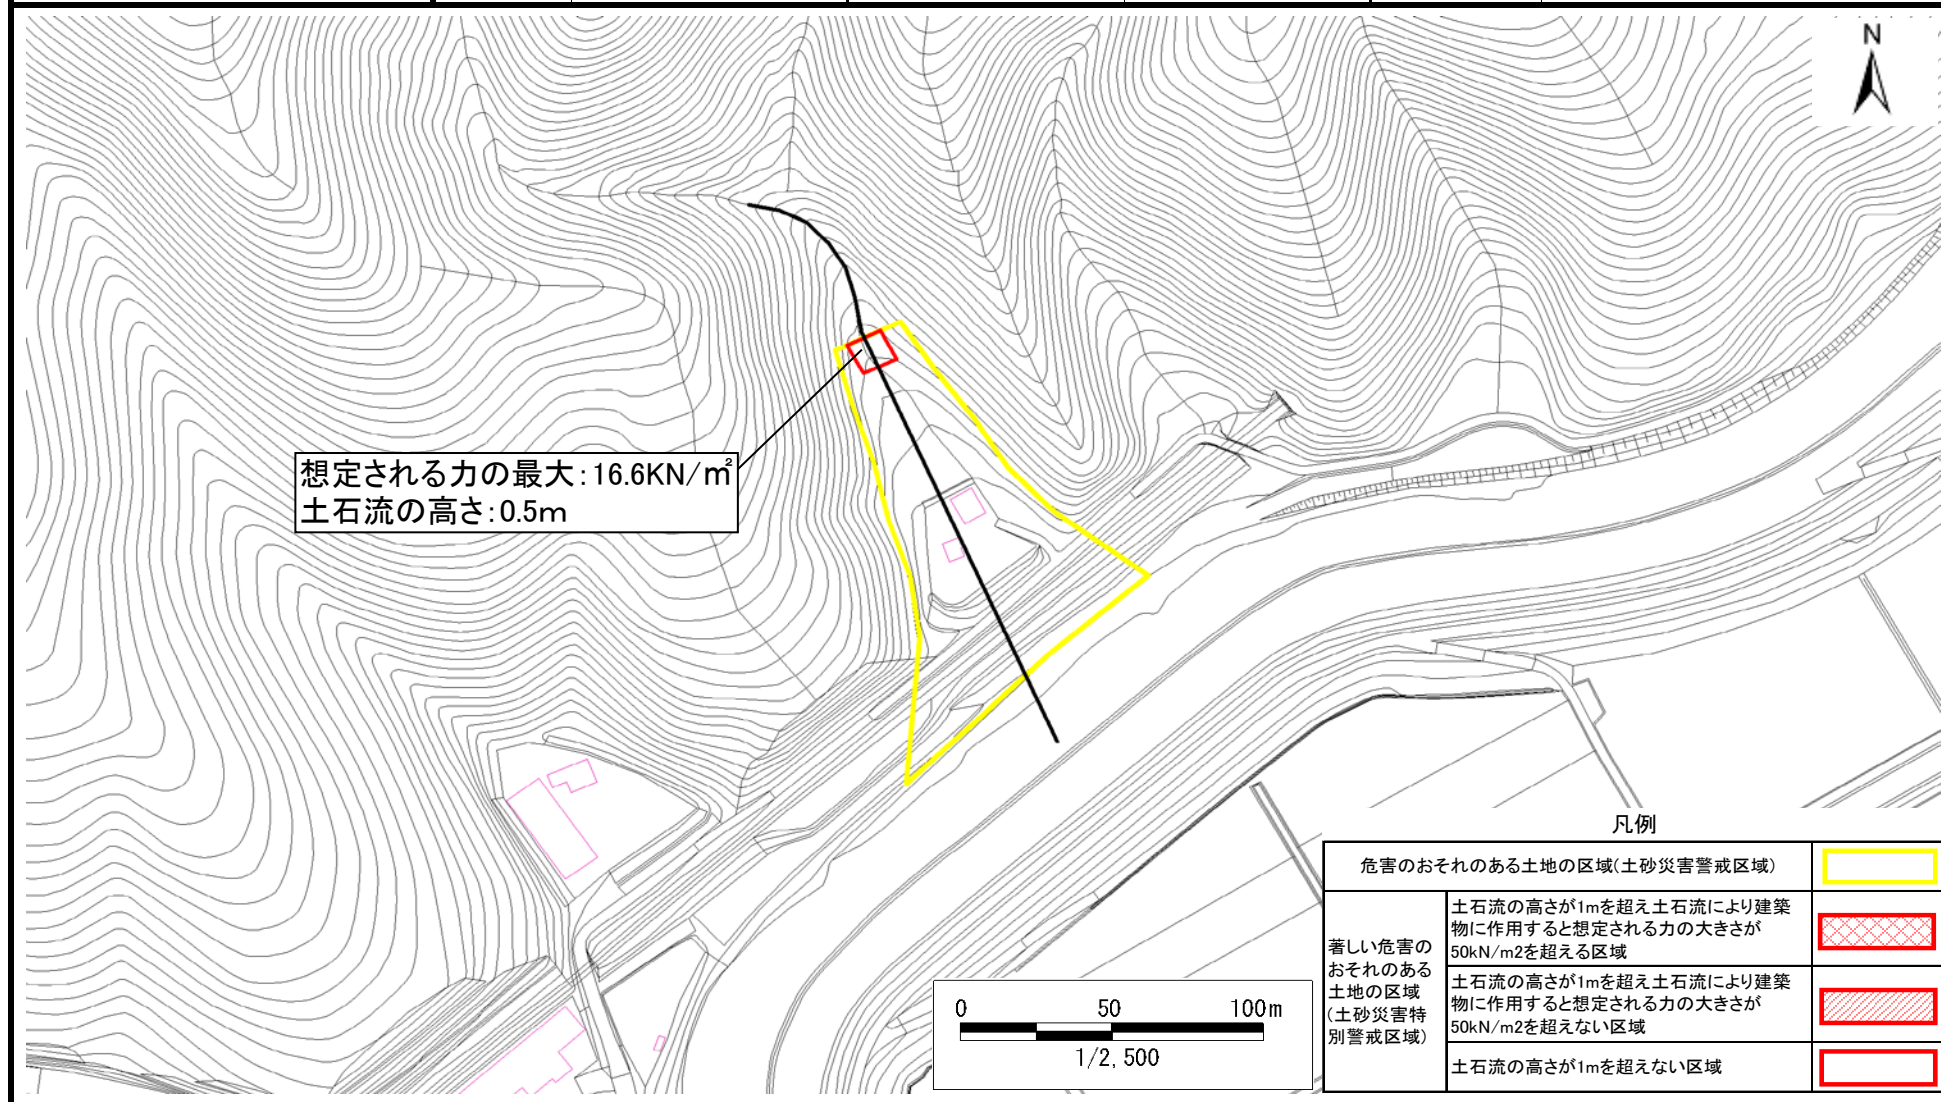 N
想定される力の最大:16.6KN/㎡
土石流の高さ:0.5m
凡例
危害のおそれのある土地の区域(土砂災害警戒区域)
著しい危害の
おそれのある
土地の区域
(土砂災害特
別警戒区域)
土石流の高さが1mを超え土石流により建築
物に作用すると想定される力の大きさが
50kN/m2を超える区域
土石流の高さが1mを超え土石流により建築
物に作用すると想定される力の大きさが
50kN/m2を超えない区域
土石流の高さが1mを超えない区域
0 50 100m
1/2,500